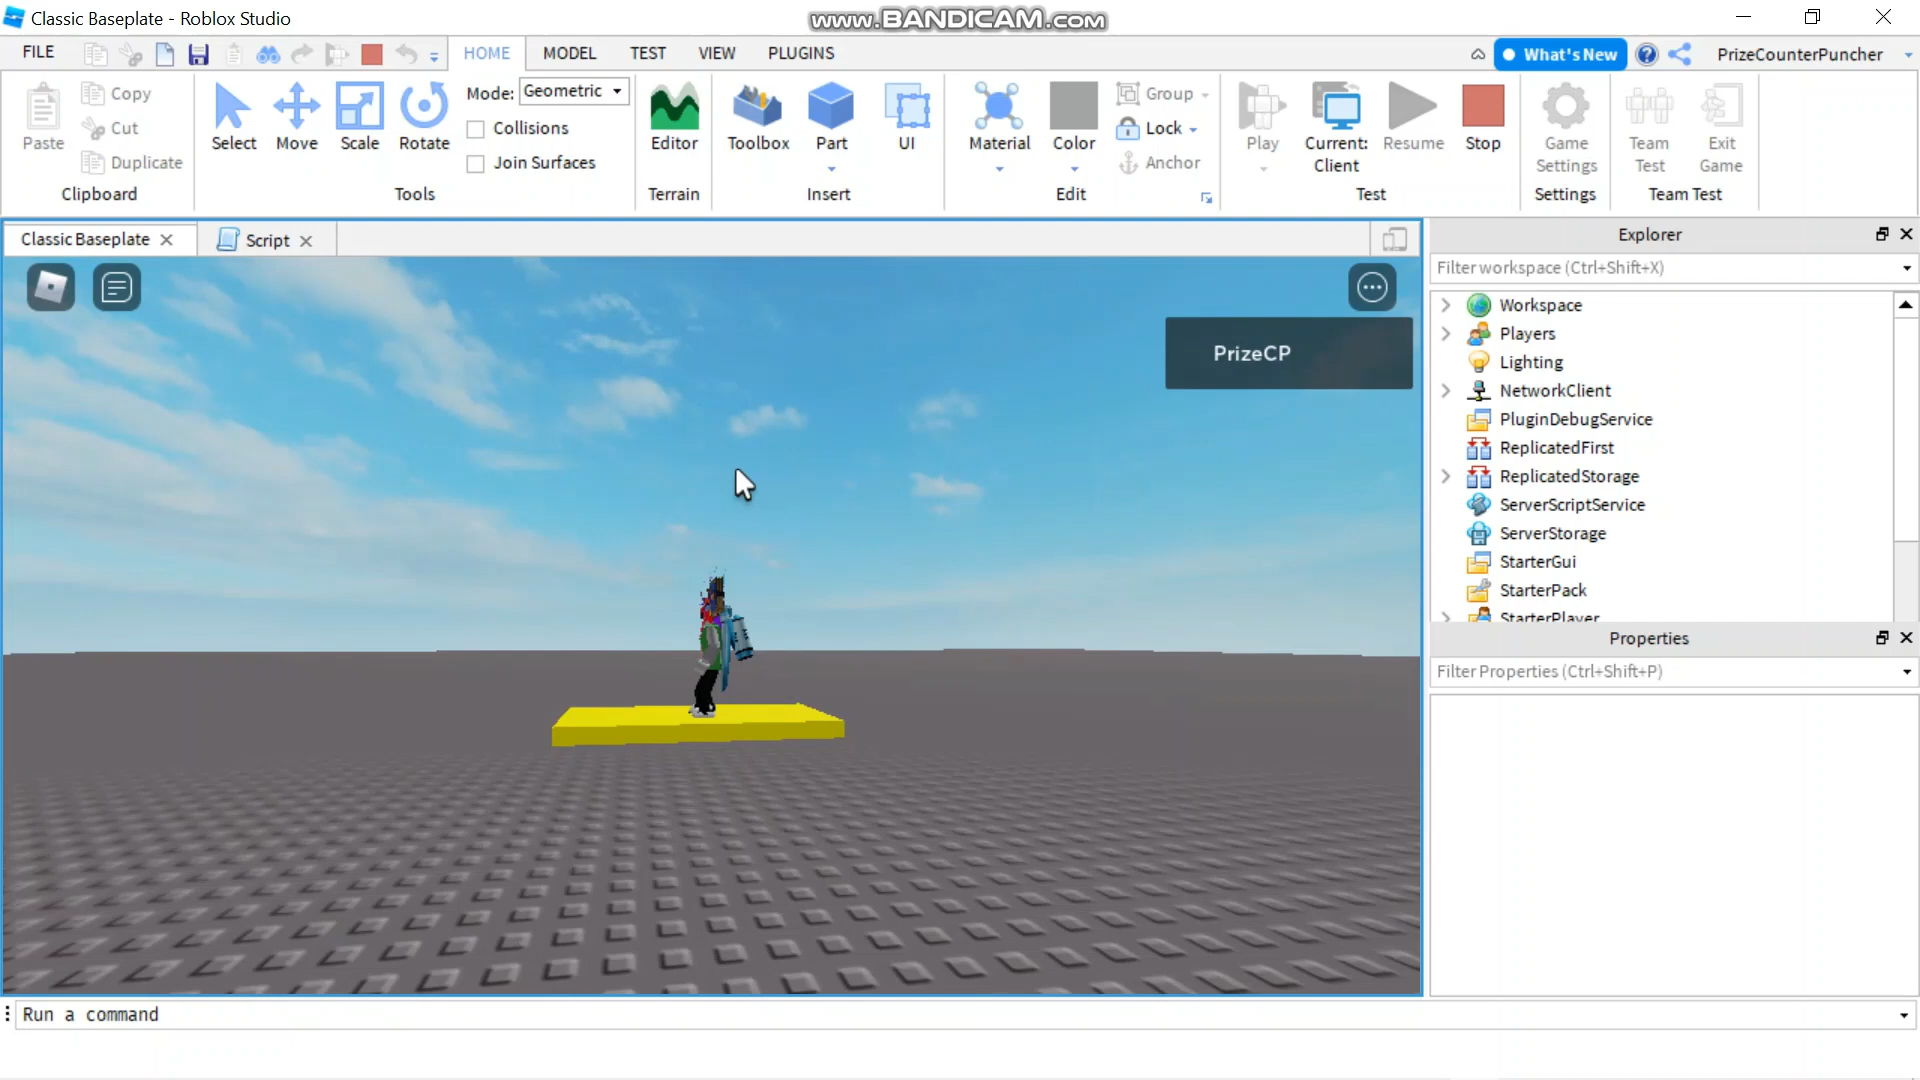 Classic Baseplate - Roblox Studio
www.BANDICAM.com
FILE
HOME
MODEL
TEST
VIEW
PLUGINS
What's New
PrizeCounterPuncher
Paste
Copy
Cut
Duplicate
Clipboard
Select
Move
Scale
Rotate
Mode: Geometric
Collisions
Join Surfaces
Tools
Editor
Terrain
Toolbox
Part
UI
Insert
Material
Color
Group
Lock
Anchor
Edit
Play
Current:
Client
Resume
Stop
Test
Game
Settings
Settings
Team
Test
Exit
Game
Team Test
Classic Baseplate
Script
PrizeCP
Explorer
Filter workspace (Ctrl+Shift+X)
Workspace
Players
Lighting
NetworkClient
PluginDebugService
ReplicatedFirst
ReplicatedStorage
ServerScriptService
ServerStorage
StarterGui
StarterPack
StarterPlayer
Properties
Filter Properties (Ctrl+Shift+P)
Run a command